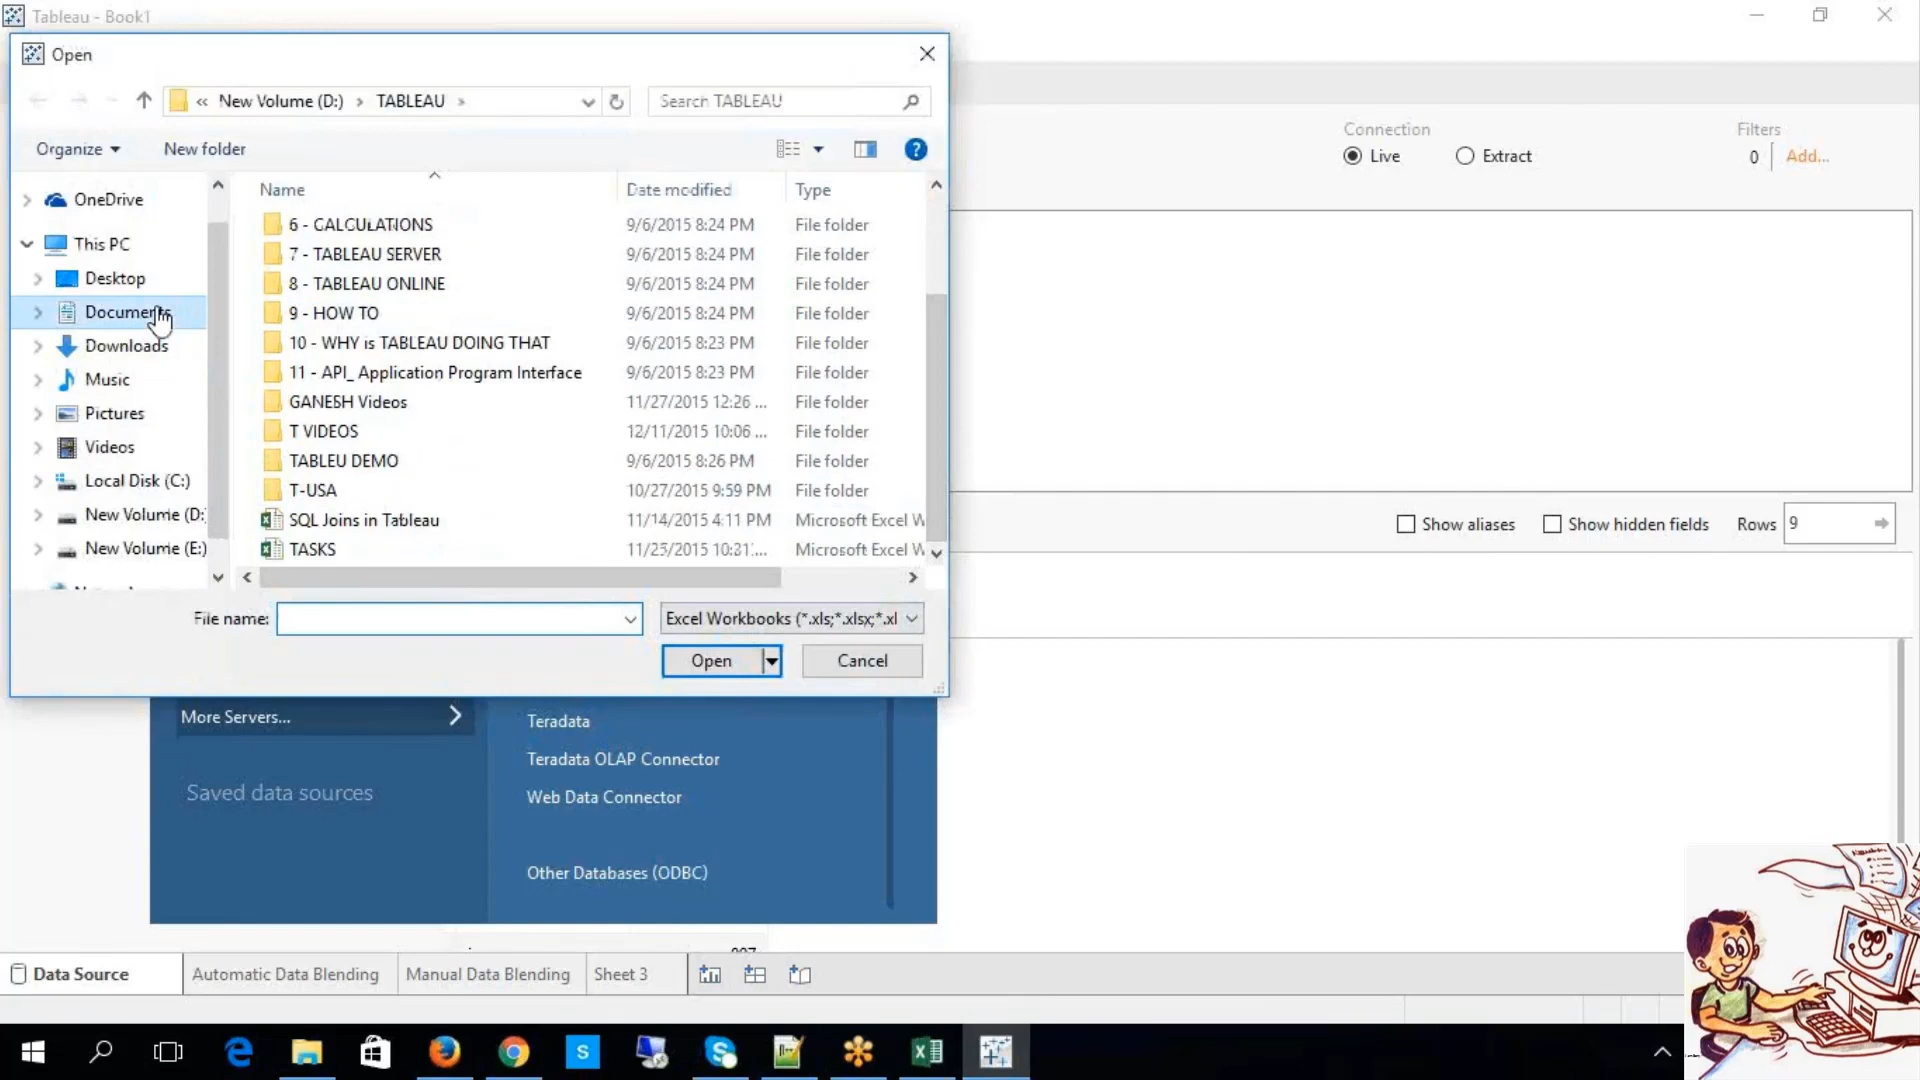 Tableau - Book1
Open
« New Volume (D:) > TABLEAU >
Search TABLEAU
Organize
New folder
Connection
Live
Extract
Filters
0
Add...
Name
Date modified
Type
OneDrive
This PC
Desktop
Documents
Downloads
Music
Pictures
Videos
Local Disk (C:)
New Volume (D:
New Volume (E:)
6 - CALCULATIONS 9/6/2015 8:24 PM File folder
7 - TABLEAU SERVER 9/6/2015 8:24 PM File folder
8 - TABLEAU ONLINE 9/6/2015 8:24 PM File folder
9 - HOW TO 9/6/2015 8:24 PM File folder
10 - WHY is TABLEAU DOING THAT 9/6/2015 8:23 PM File folder
11 - API_ Application Program Interface 9/6/2015 8:23 PM File folder
GANESH Videos 11/27/2015 12:26 ... File folder
T VIDEOS 12/11/2015 10:06 ... File folder
TABLEU DEMO 9/6/2015 8:26 PM File folder
T-USA 10/27/2015 9:59 PM File folder
SQL Joins in Tableau 11/14/2015 4:11 PM Microsoft Excel W
TASKS Microsoft Excel W
File name:
Excel Workbooks (*.xls;*.xlsx;*.xl
Open
Cancel
Show aliases
Show hidden fields
Rows 9
More Servers...
Saved data sources
Teradata
Teradata OLAP Connector
Web Data Connector
Other Databases (ODBC)
Data Source
Automatic Data Blending
Manual Data Blending
Sheet 3